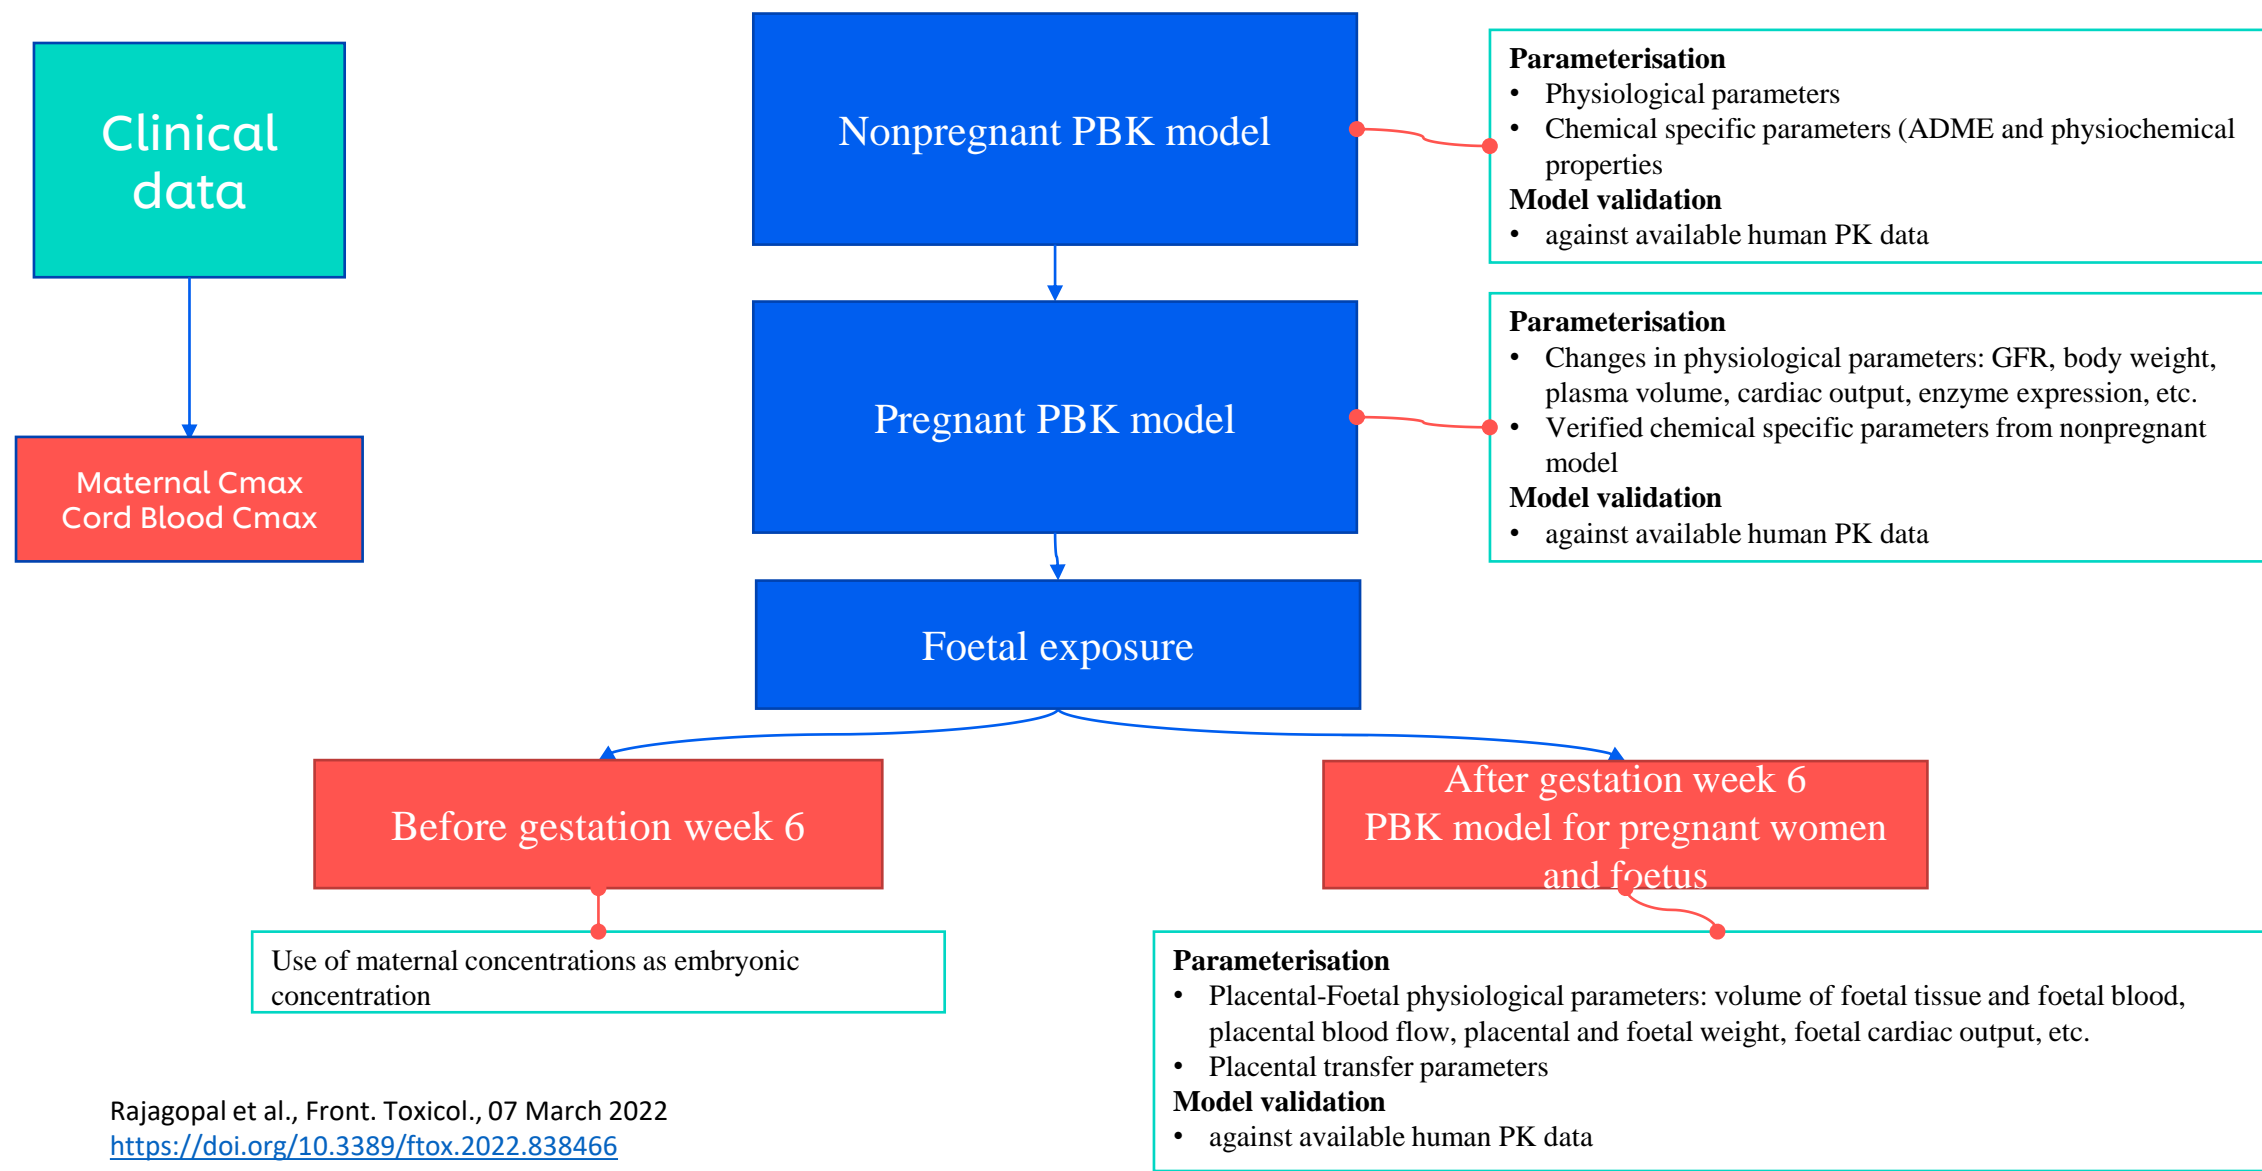 Clinical
data
Maternal Cmax
Cord Blood Cmax
Nonpregnant PBK model
Parameterisation
• Physiological parameters
• Chemical specific parameters (ADME and physiochemical
properties
Model validation
• against available human PK data
Pregnant PBK model
Parameterisation
• Changes in physiological parameters: GFR, body weight,
plasma volume, cardiac output, enzyme expression, etc.
• Verified chemical specific parameters from nonpregnant
model
Model validation
• against available human PK data
Foetal exposure
Before gestation week 6
Use of maternal concentrations as embryonic
concentration
After gestation week 6
PBK model for pregnant women
and foetus
Parameterisation
• Placental-Foetal physiological parameters: volume of foetal tissue and foetal blood,
placental blood flow, placental and foetal weight, foetal cardiac output, etc.
• Placental transfer parameters
Model validation
• against available human PK data
Rajagopal et al., Front. Toxicol., 07 March 2022
https://doi.org/10.3389/ftox.2022.838466